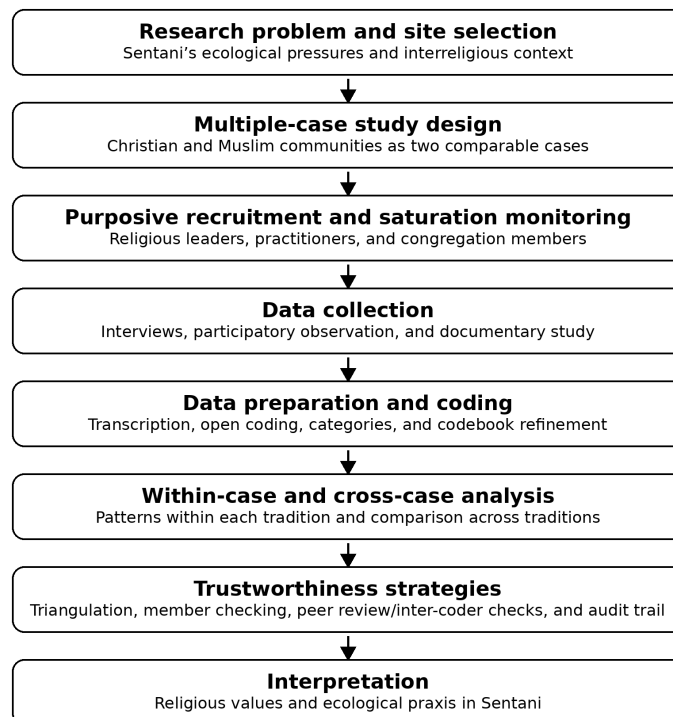 Research problem and site selection
Sentani’s ecological pressures and interreligious context
Multiple-case study design
Christian and Muslim communities as two comparable cases
Purposive recruitment and saturation monitoring
Religious leaders, practitioners, and congregation members
Data collection
Interviews, participatory observation, and documentary study
Data preparation and coding
Transcription, open coding, categories, and codebook refinement
Within-case and cross-case analysis
Patterns within each tradition and comparison across traditions
Trustworthiness strategies
Triangulation, member checking, peer review/inter-coder checks, and audit trail
Interpretation
Religious values and ecological praxis in Sentani